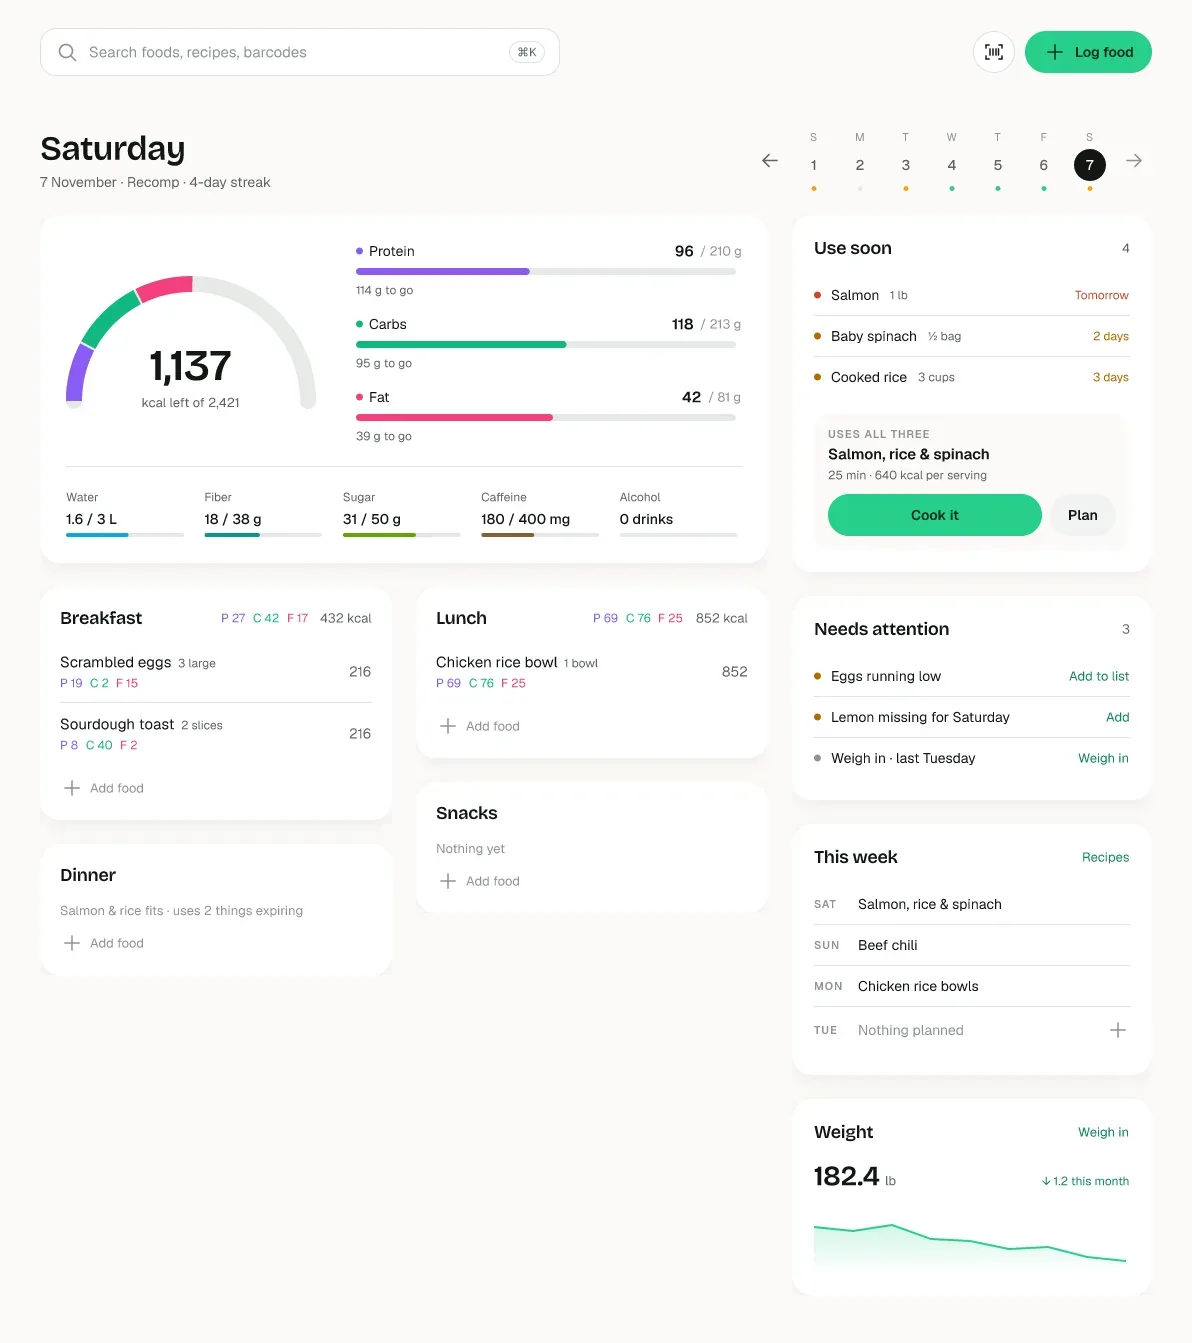 Search foods, recipes, barcodes
⌘K
Log food
Saturday
7 November · Recomp · 4-day streak
S M T W T F S
1 2 3 4 5 6 7
1,137
kcal left of 2,421
Protein 96 / 210 g
114 g to go
Carbs 118 / 213 g
95 g to go
Fat 42 / 81 g
39 g to go
Water Fiber Sugar Caffeine Alcohol
1.6 / 3 L 18 / 38 g 31 / 50 g 180 / 400 mg 0 drinks
Breakfast P 27 C 42 F 17 432 kcal
Scrambled eggs 3 large 216
P 19 C 2 F 15
Sourdough toast 2 slices 216
P 8 C 40 F 2
Add food
Dinner
Salmon & rice fits · uses 2 things expiring
Add food
Lunch P 69 C 76 F 25 852 kcal
Chicken rice bowl 1 bowl 852
P 69 C 76 F 25
Add food
Snacks
Nothing yet
Add food
Use soon 4
Salmon 1 lb Tomorrow
Baby spinach ½ bag 2 days
Cooked rice 3 cups 3 days
USES ALL THREE
Salmon, rice & spinach
25 min · 640 kcal per serving
Cook it Plan
Needs attention 3
Eggs running low Add to list
Lemon missing for Saturday Add
Weigh in · last Tuesday Weigh in
This week Recipes
SAT Salmon, rice & spinach
SUN Beef chili
MON Chicken rice bowls
TUE Nothing planned
Weight Weigh in
182.4 lb ↓ 1.2 this month